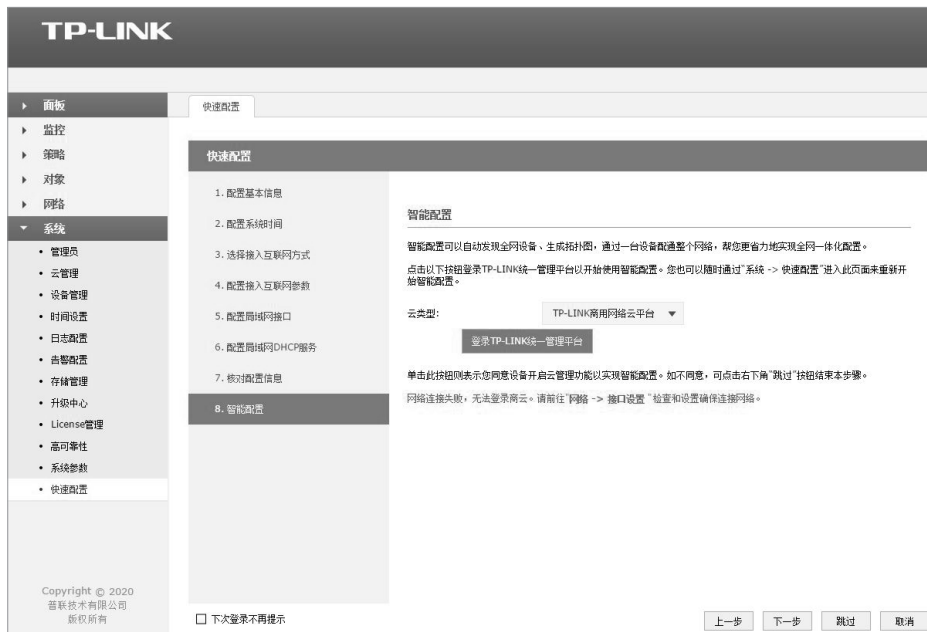 TP-LINK
面板
监控
策略
对象
网络
系统
管理员
云管理
设备管理
时间设置
日志配置
告警配置
存储管理
升级中心
License管理
高可靠性
系统参数
快速配置
Copyright © 2020
普联技术有限公司
版权所有
快速配置
快速配置
1. 配置基本信息
2. 配置系统时间
3. 选择接入互联网方式
4. 配置接入互联网参数
5. 配置局域网接口
6. 配置局域网DHCP服务
7. 核对配置信息
8. 智能配置
智能配置
智能配置可以自动发现全网设备、生成拓扑图，通过一台设备配通整个网络，帮您更省力地实现全网一体化配置。
点击以下按钮登录TP-LINK统一管理平台以开始使用智能配置。您也可以随时通过"系统 -> 快速配置"进入此页面来重新开
始智能配置。
云类型: TP-LINK商用网络云平台
登录TP-LINK统一管理平台
单击此按钮则表示您同意设备开启云管理功能以实现智能配置。如不同意，可点击右下角"跳过"按钮结束本步骤。
网络连接失败，无法登录商云。请前往"网络 -> 接口设置 "检查和设置确保连接网络。
下次登录不再提示
上一步 下一步 跳过 取消